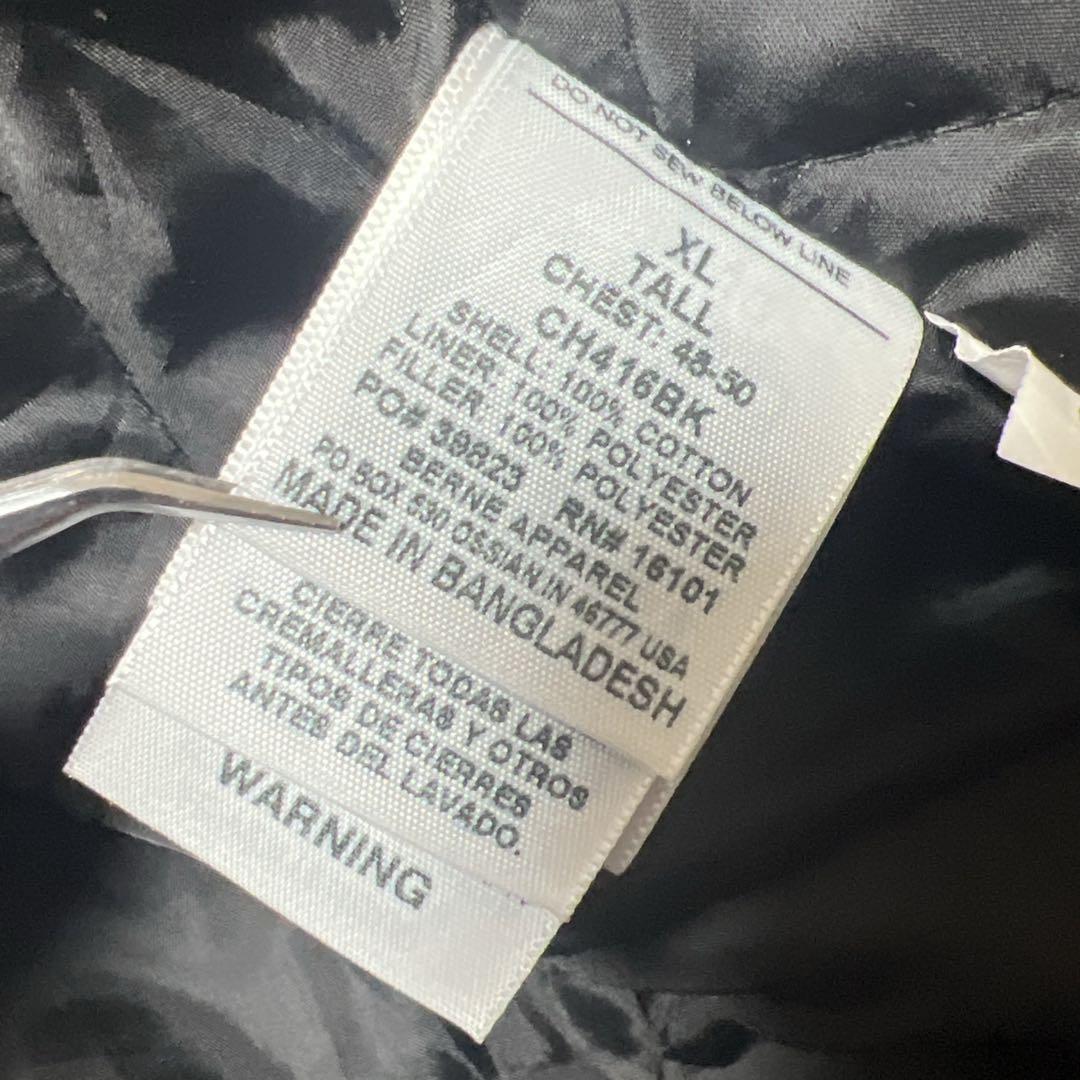 DO NOT SEW BELOW LINE
XL
TALL
CHEST: 48-50
CH416BK
SHELL: 100% COTTON
LINER: 100% POLYESTER
FILLER: 100% POLYESTER
PO# 39823 RN# 16101
BERNE APPAREL
PO BOX 530 OSSIAN, IN 46777 USA
MADE IN BANGLADESH
CIERRE TODAS LAS
CREMALLERAS Y OTROS
TIPOS DE CIERRES
ANTES DEL LAVADO.
WARNING